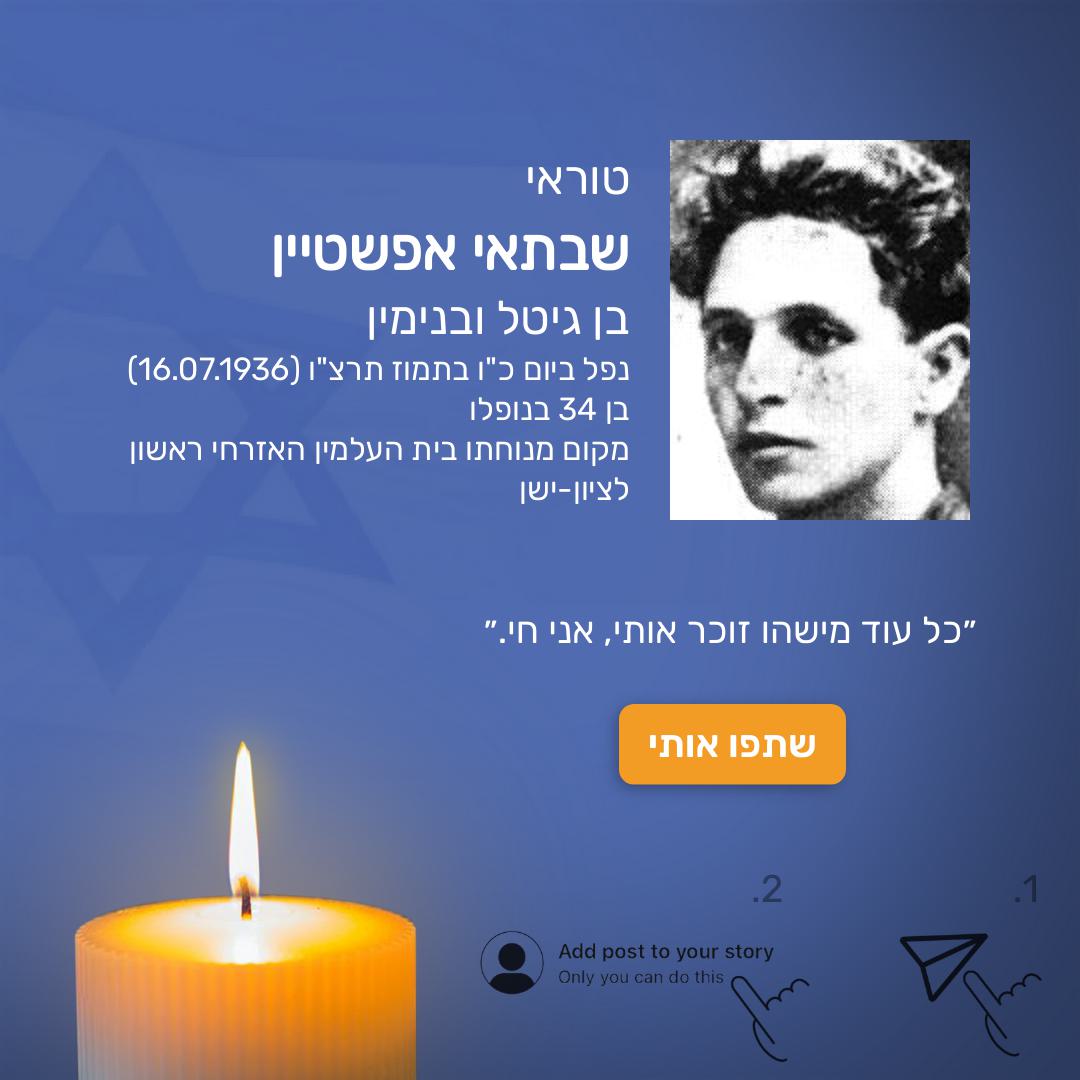 טוראי
שבתאי אפשטיין
בן גיטל ובנימין
נפל ביום כ"ו בתמוז תרצ"ו (16.07.1936)
בן 34 בנופלו
מקום מנוחתו בית העלמין האזרחי ראשון
לציון-ישן
״כל עוד מישהו זוכר אותי, אני חי.״
שתפו אותי
.1
.2
Add post to your story
Only you can do this